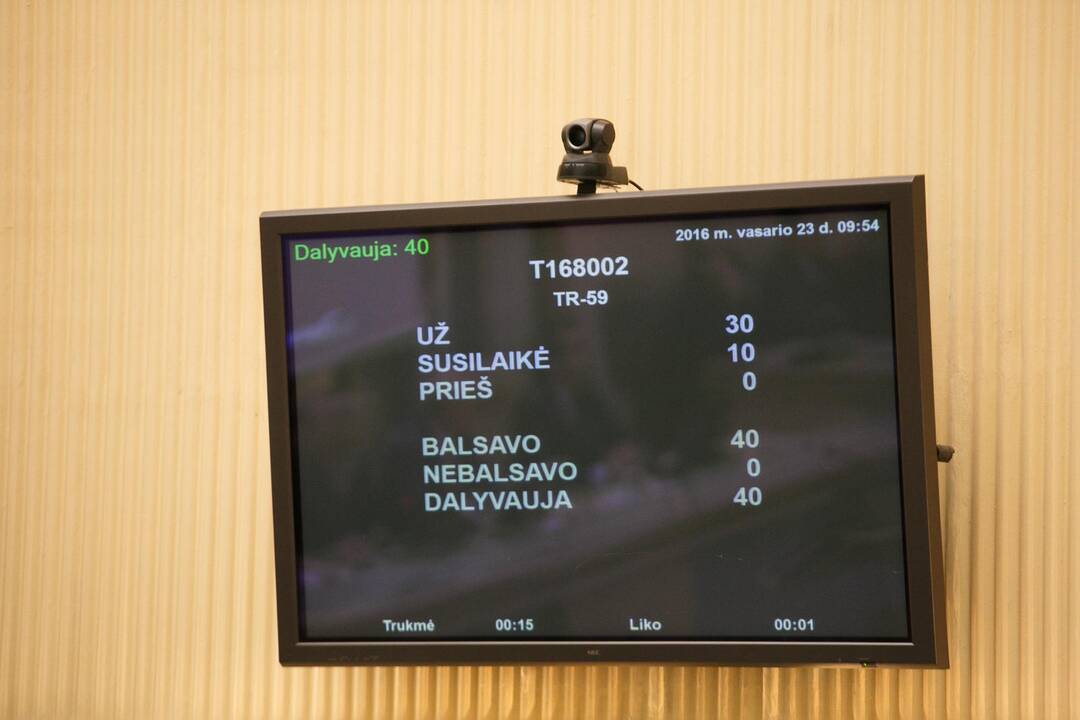 Dalyvauja: 40
2016 m. vasario 23 d. 09:54
T168002
TR-59
UŽ 30
SUSILAIKĖ 10
PRIEŠ 0
BALSAVO 40
NEBALSAVO 0
DALYVAUJA 40
Trukmė 00:15 Liko 00:01
NEC